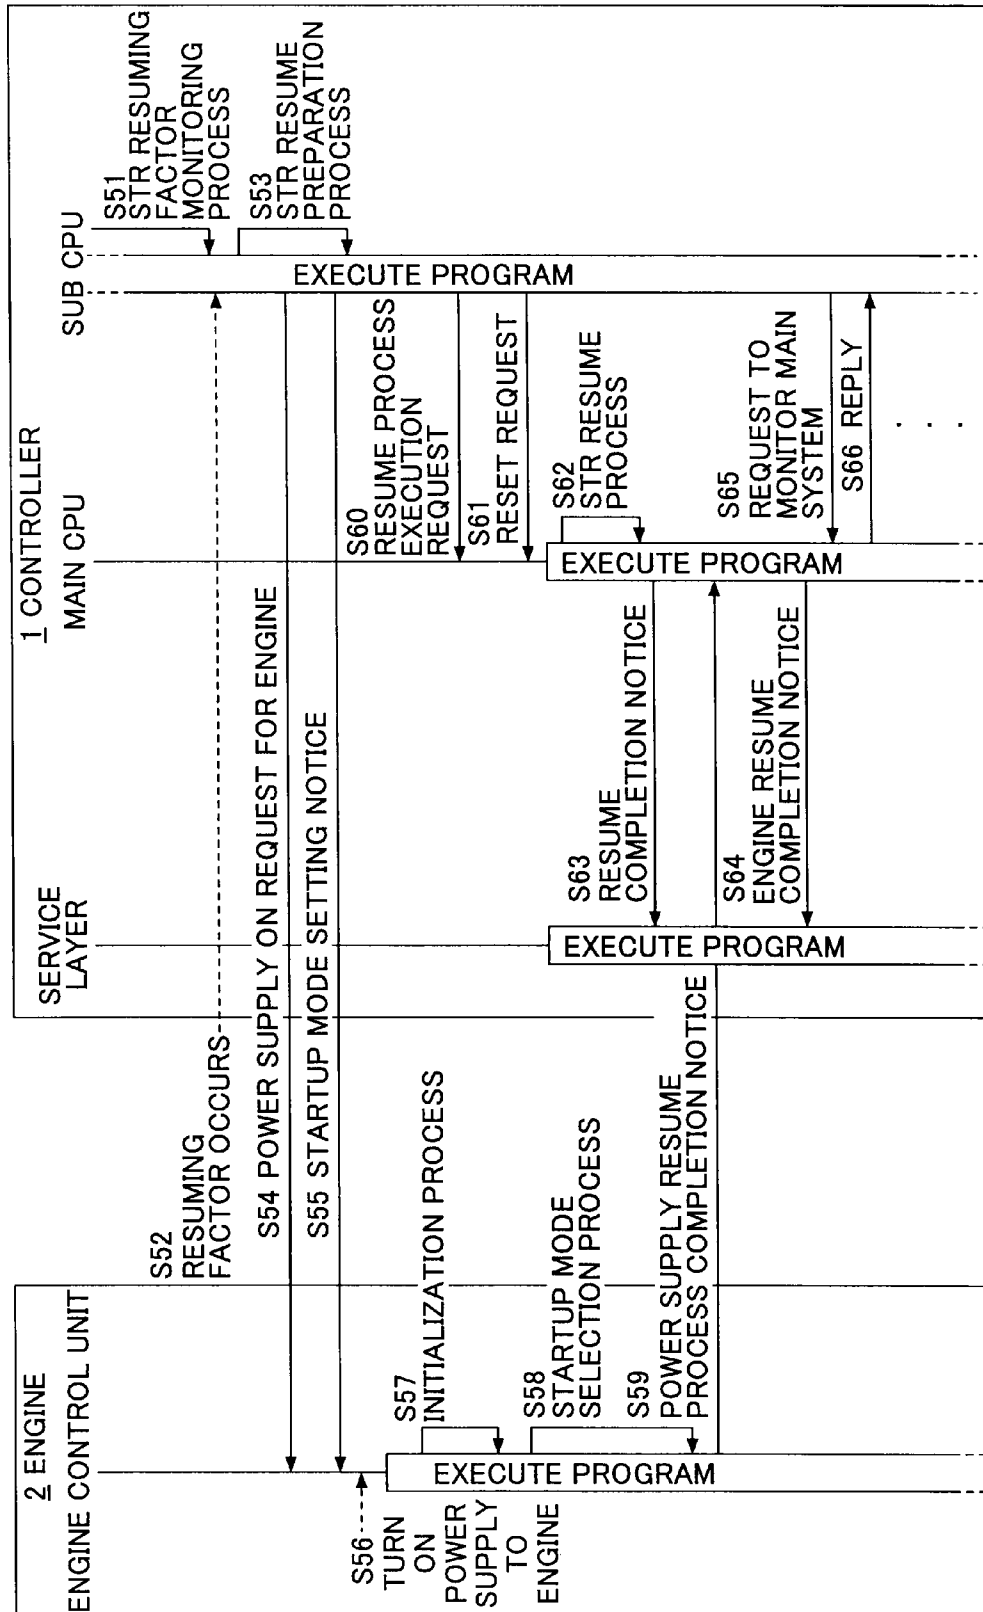 2 ENGINE
ENGINE CONTROL UNIT
1 CONTROLLER
SERVICE
LAYER
MAIN CPU
SUB CPU
S51
STR RESUMING
FACTOR
MONITORING
PROCESS
S52
RESUMING
FACTOR OCCURS
S53
STR RESUME
PREPARATION
PROCESS
EXECUTE PROGRAM
S54 POWER SUPPLY ON REQUEST FOR ENGINE
S55 STARTUP MODE SETTING NOTICE
S56
TURN
ON
POWER
SUPPLY
TO
ENGINE
S57
INITIALIZATION PROCESS
EXECUTE PROGRAM
S58
STARTUP MODE
SELECTION PROCESS
S59
POWER SUPPLY RESUME
PROCESS COMPLETION NOTICE
S60
RESUME PROCESS
EXECUTION
REQUEST
S61
RESET REQUEST
S62
STR RESUME
PROCESS
EXECUTE PROGRAM
EXECUTE PROGRAM
S63
RESUME
COMPLETION NOTICE
S64
ENGINE RESUME
COMPLETION NOTICE
S65
REQUEST TO
MONITOR MAIN
SYSTEM
S66 REPLY
. . .